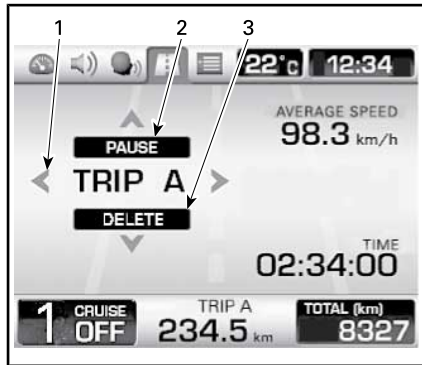 1 2 3
22°c 12:34
AVERAGE SPEED
98.3 km/h
PAUSE
TRIP A
DELETE
TIME
02:34:00
1 CRUISE OFF
TRIP A
234.5 km
TOTAL (km)
8327